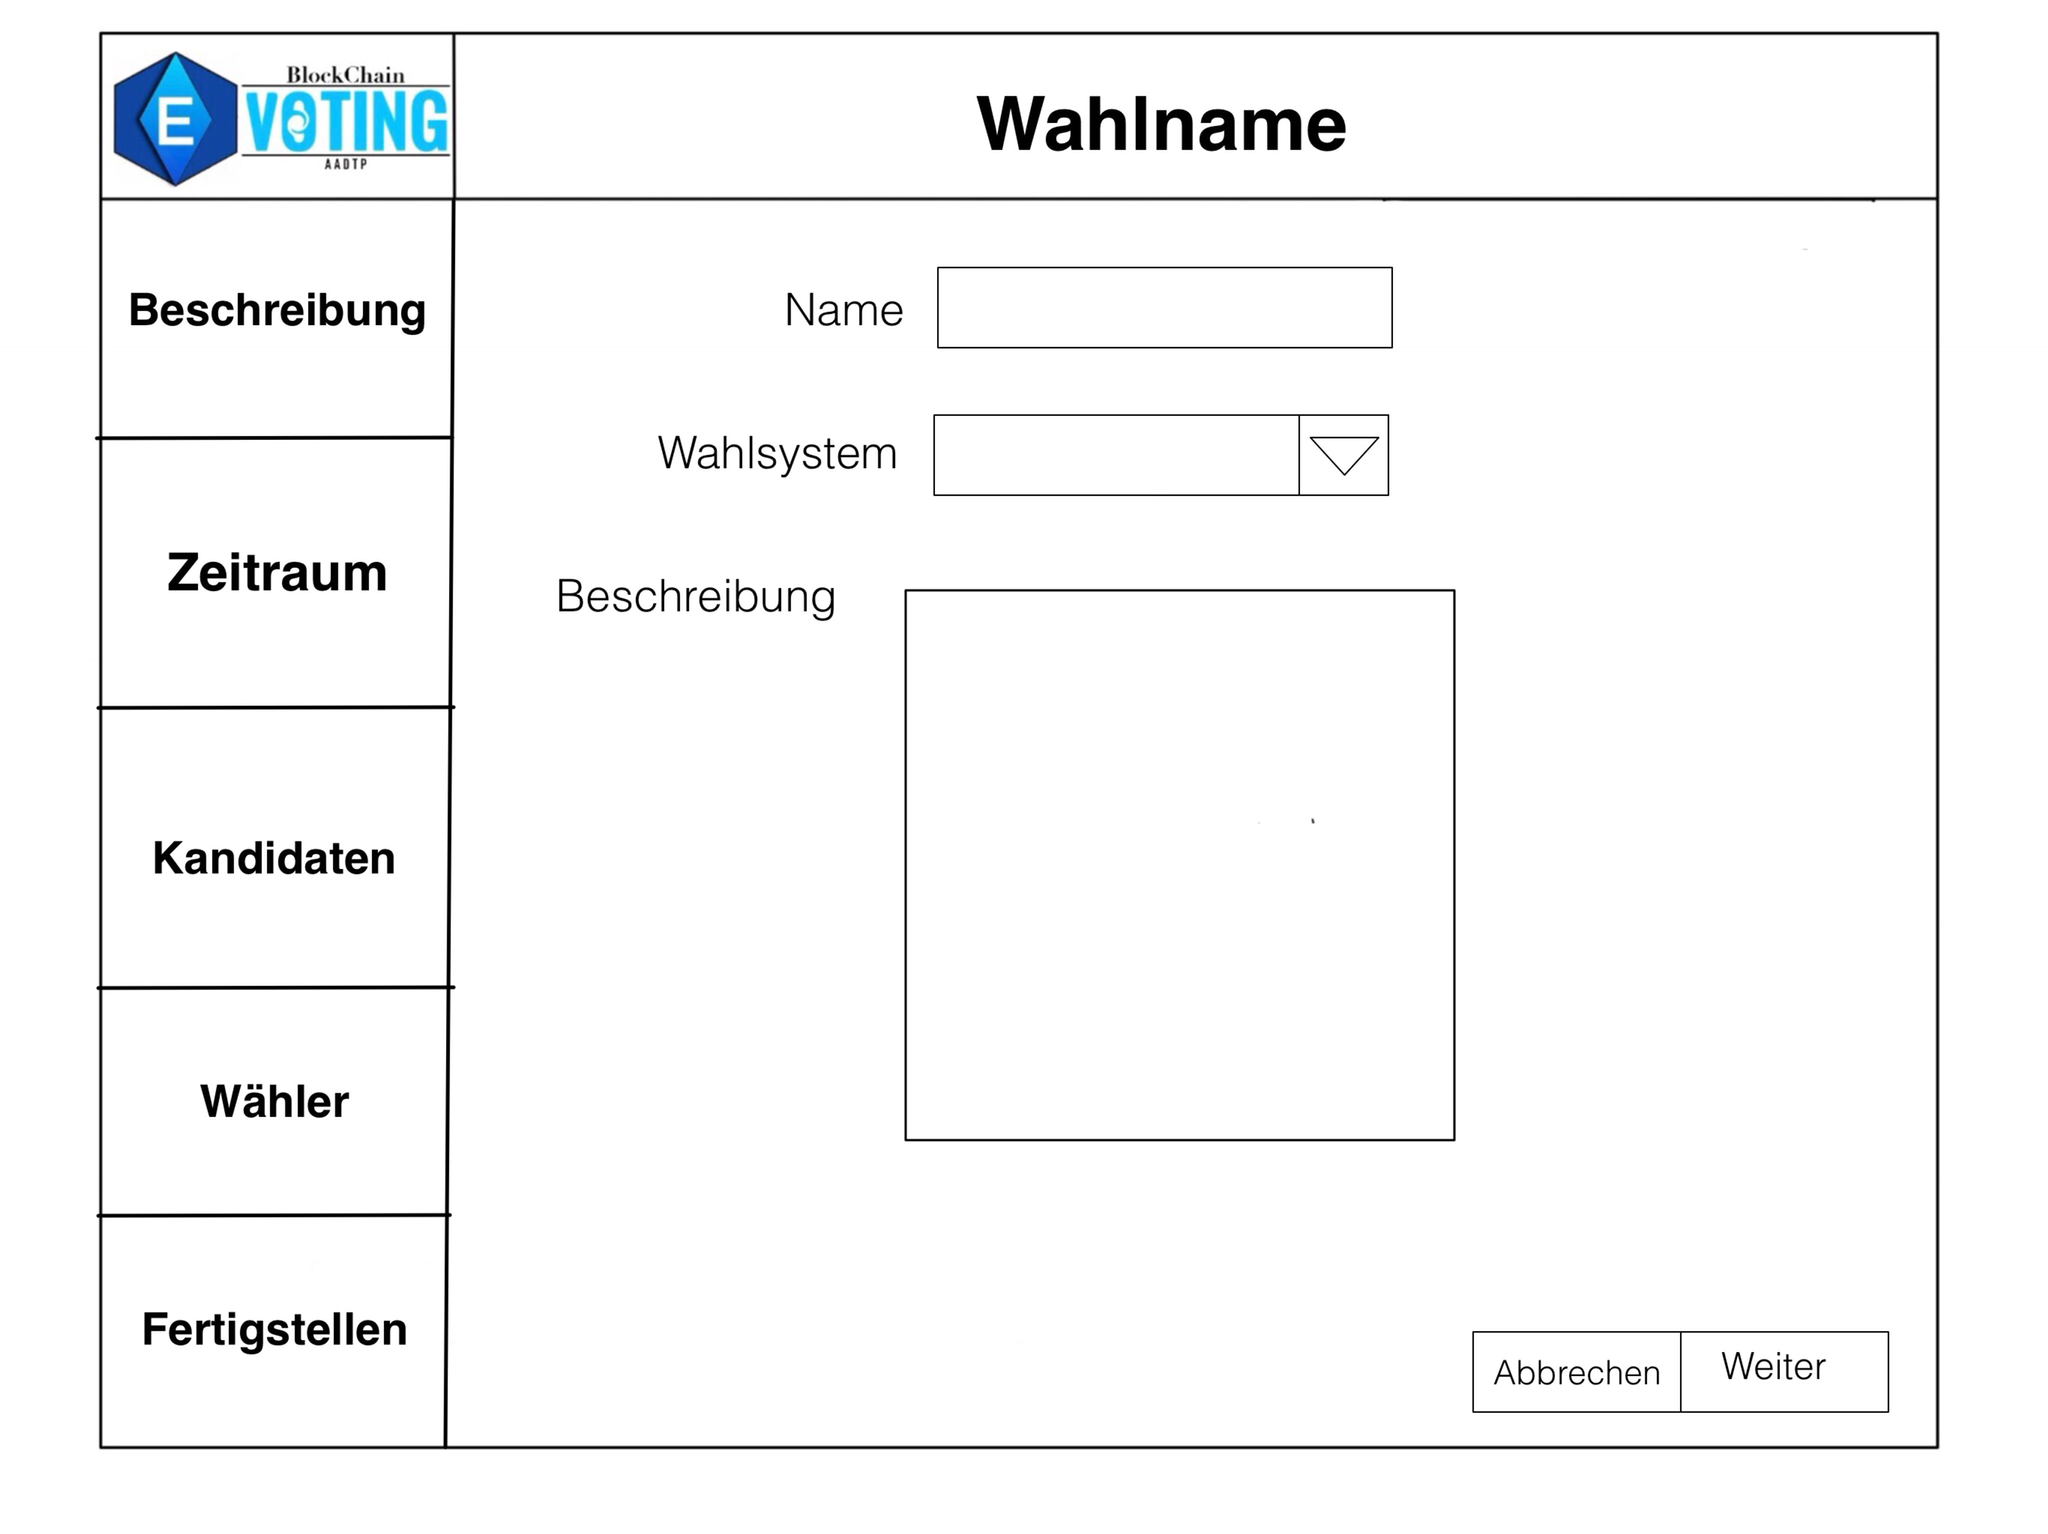 BlockChain
E VOTING
AADTP
Wahlname
Beschreibung
Zeitraum
Kandidaten
Wähler
Fertigstellen
Name
Wahlsystem
Beschreibung
Abbrechen
Weiter